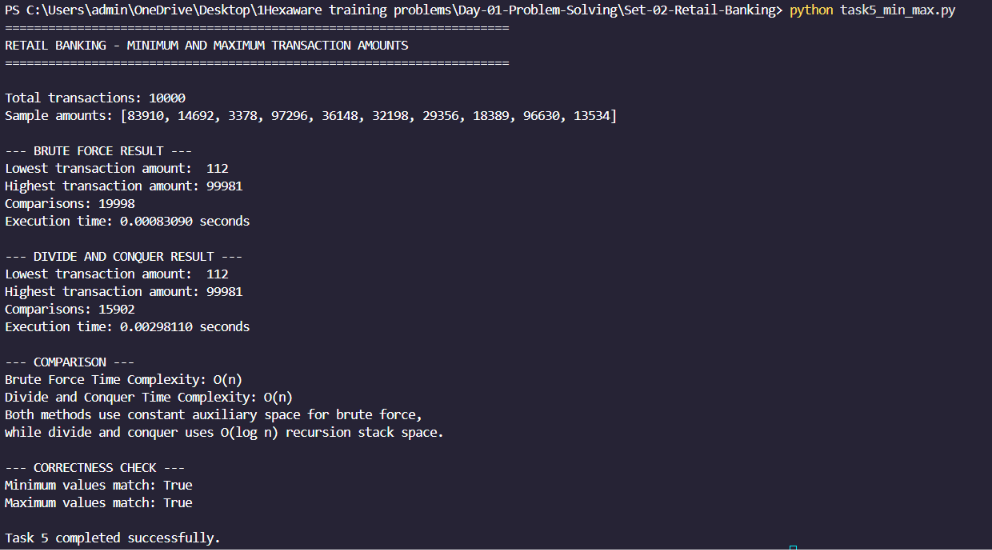 PS C:\Users\admin\OneDrive\Desktop\1Hexaware training problems\Day-01-Problem-Solving\Set-02-Retail-Banking> python task5_min_max.py
======================================================================
RETAIL BANKING - MINIMUM AND MAXIMUM TRANSACTION AMOUNTS
======================================================================
Total transactions: 10000
Sample amounts: [83910, 14692, 3378, 97296, 36148, 32198, 29356, 18389, 96630, 13534]
--- BRUTE FORCE RESULT ---
Lowest transaction amount:  112
Highest transaction amount: 99981
Comparisons: 19998
Execution time: 0.00083090 seconds
--- DIVIDE AND CONQUER RESULT ---
Lowest transaction amount:  112
Highest transaction amount: 99981
Comparisons: 15902
Execution time: 0.00298110 seconds
--- COMPARISON ---
Brute Force Time Complexity: O(n)
Divide and Conquer Time Complexity: O(n)
Both methods use constant auxiliary space for brute force,
while divide and conquer uses O(log n) recursion stack space.
--- CORRECTNESS CHECK ---
Minimum values match: True
Maximum values match: True
Task 5 completed successfully.